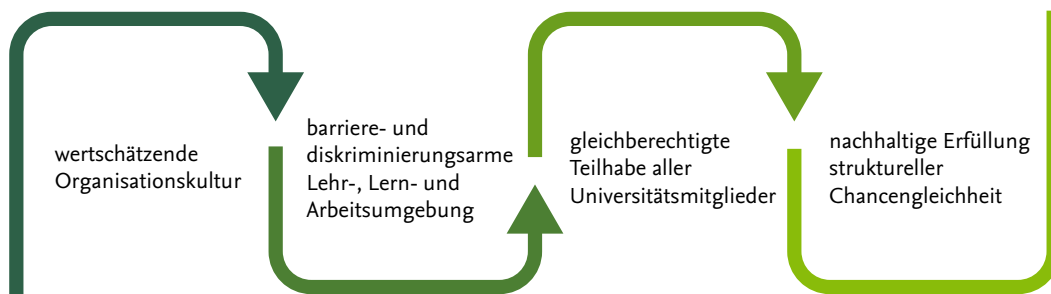 wertschätzende
Organisationskultur
barriere- und
diskriminierungsarme
Lehr-, Lern- und
Arbeitsumgebung
gleichberechtigte
Teilhabe aller
Universitätsmitglieder
nachhaltige Erfüllung
struktureller
Chancengleichheit